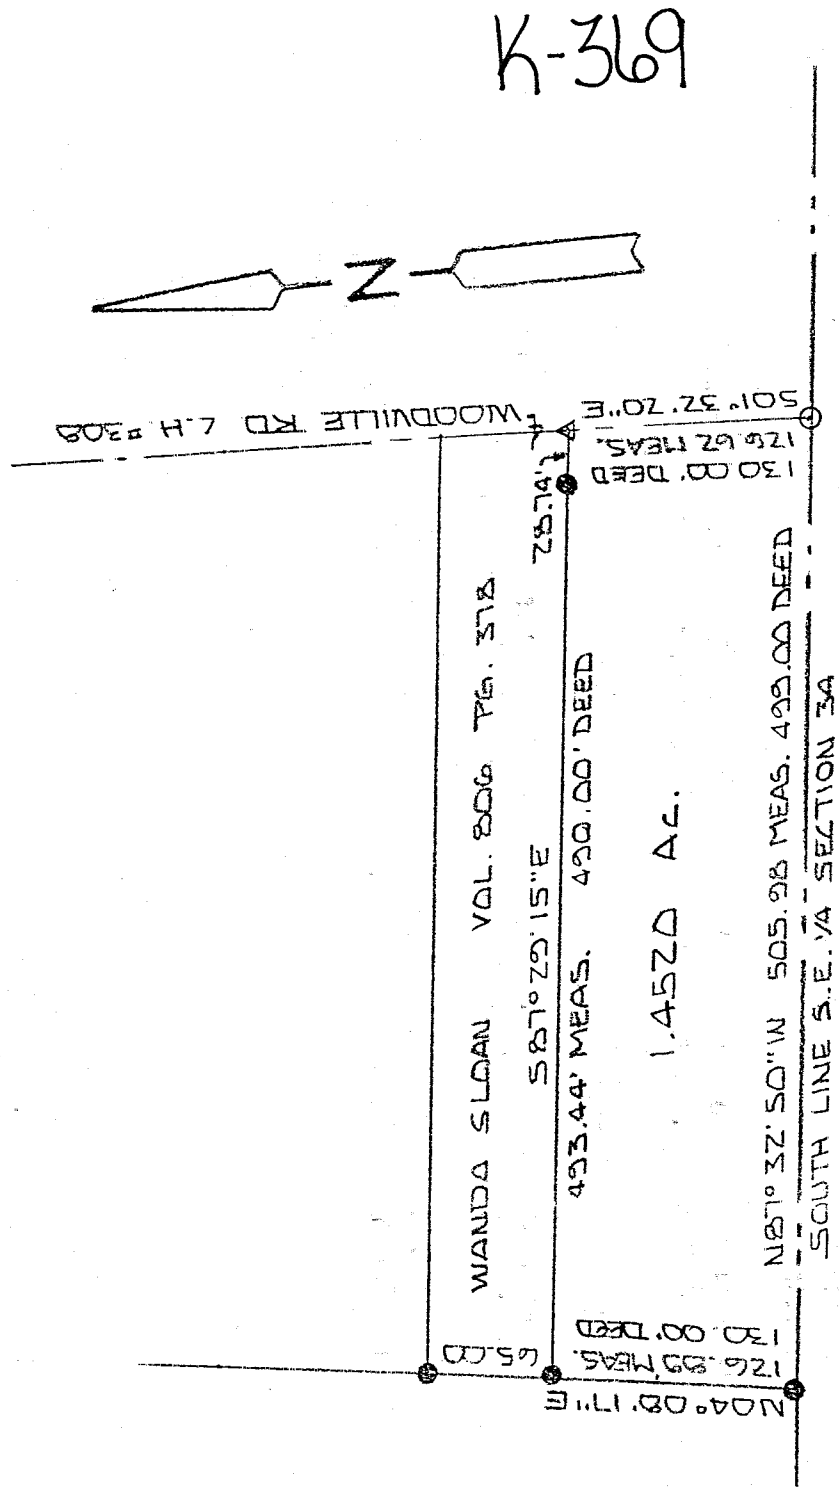 K-369
N
WOODVILLE RD C.H #308
S01°32'20"E
126.62 MEAS.
130.00' DEED
28.74'
WANDA SLOAN VOL. 806 PG. 378
S87°29'15"E
493.44' MEAS. 490.00' DEED
1.4520 Ac.
N87°32'50"W 505.98 MEAS. 499.00 DEED
SOUTH LINE S.E. 1/4 SECTION 34
65.00
130.00' DEED
126.89' MEAS.
N04°08'17"E